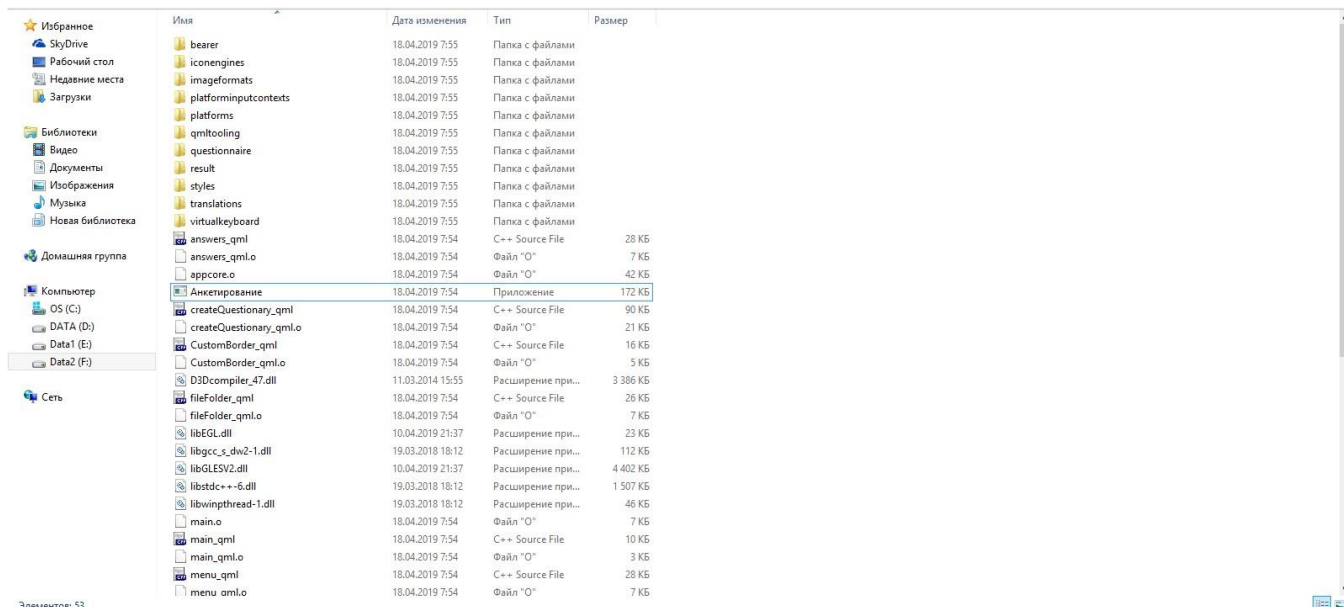 Избранное
SkyDrive
Рабочий стол
Недавние места
Загрузки
Библиотеки
Видео
Документы
Изображения
Музыка
Новая библиотека
Домашняя группа
Компьютер
OS (C:)
DATA (D:)
Data1 (E:)
Data2 (F:)
Сеть
Имя Дата изменения Тип Размер
bearer 18.04.2019 7:55 Папка с файлами
iconengines 18.04.2019 7:55 Папка с файлами
imageformats 18.04.2019 7:55 Папка с файлами
platforminputcontexts 18.04.2019 7:55 Папка с файлами
platforms 18.04.2019 7:55 Папка с файлами
qmltooling 18.04.2019 7:55 Папка с файлами
questionnaire 18.04.2019 7:55 Папка с файлами
result 18.04.2019 7:55 Папка с файлами
styles 18.04.2019 7:55 Папка с файлами
translations 18.04.2019 7:55 Папка с файлами
virtualkeyboard 18.04.2019 7:55 Папка с файлами
answers_qml 18.04.2019 7:54 C++ Source File 28 КБ
answers_qml.o 18.04.2019 7:54 Файл "O" 7 КБ
appcore.o 18.04.2019 7:54 Файл "O" 42 КБ
Анкетирование 18.04.2019 7:54 Приложение 172 КБ
createQuestionary_qml 18.04.2019 7:54 C++ Source File 90 КБ
createQuestionary_qml.o 18.04.2019 7:54 Файл "O" 21 КБ
CustomBorder_qml 18.04.2019 7:54 C++ Source File 16 КБ
CustomBorder_qml.o 18.04.2019 7:54 Файл "O" 5 КБ
D3Dcompiler_47.dll 11.03.2014 15:55 Расширение при... 3 386 КБ
fileFolder_qml 18.04.2019 7:54 C++ Source File 26 КБ
fileFolder_qml.o 18.04.2019 7:54 Файл "O" 7 КБ
libEGL.dll 10.04.2019 21:37 Расширение при... 23 КБ
libgcc_s_dw2-1.dll 19.03.2018 18:12 Расширение при... 112 КБ
libGLESV2.dll 10.04.2019 21:37 Расширение при... 4 402 КБ
libstdc++-6.dll 19.03.2018 18:12 Расширение при... 1 507 КБ
libwinpthread-1.dll 19.03.2018 18:12 Расширение при... 46 КБ
main.o 18.04.2019 7:54 Файл "O" 7 КБ
main_qml 18.04.2019 7:54 C++ Source File 10 КБ
main_qml.o 18.04.2019 7:54 Файл "O" 3 КБ
menu_qml 18.04.2019 7:54 C++ Source File 28 КБ
menu_qml.o 18.04.2019 7:54 Файл "O" 7 КБ
Элементов: 53